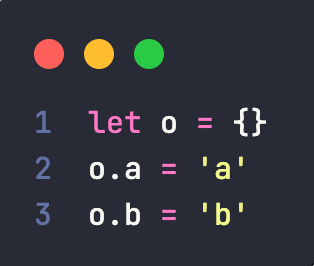 1 let o = {}
2 o.a = 'a'
3 o.b = 'b'